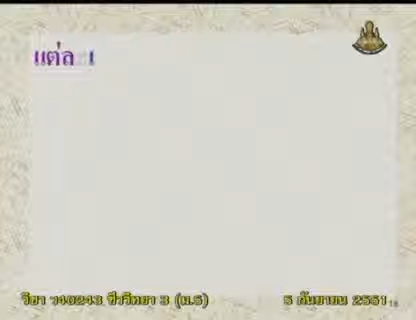 แต่ละ
วิชา ว40243 ชีววิทยา 3 (ม.5)
5 กันยายน 2551